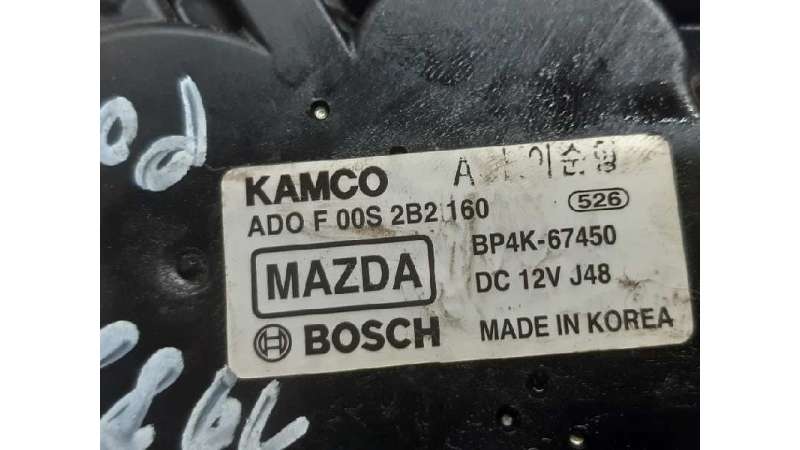 KAMCO A
ADO F 00S 2B2 160 526
MAZDA BP4K-67450
DC 12V J48
BOSCH MADE IN KOREA